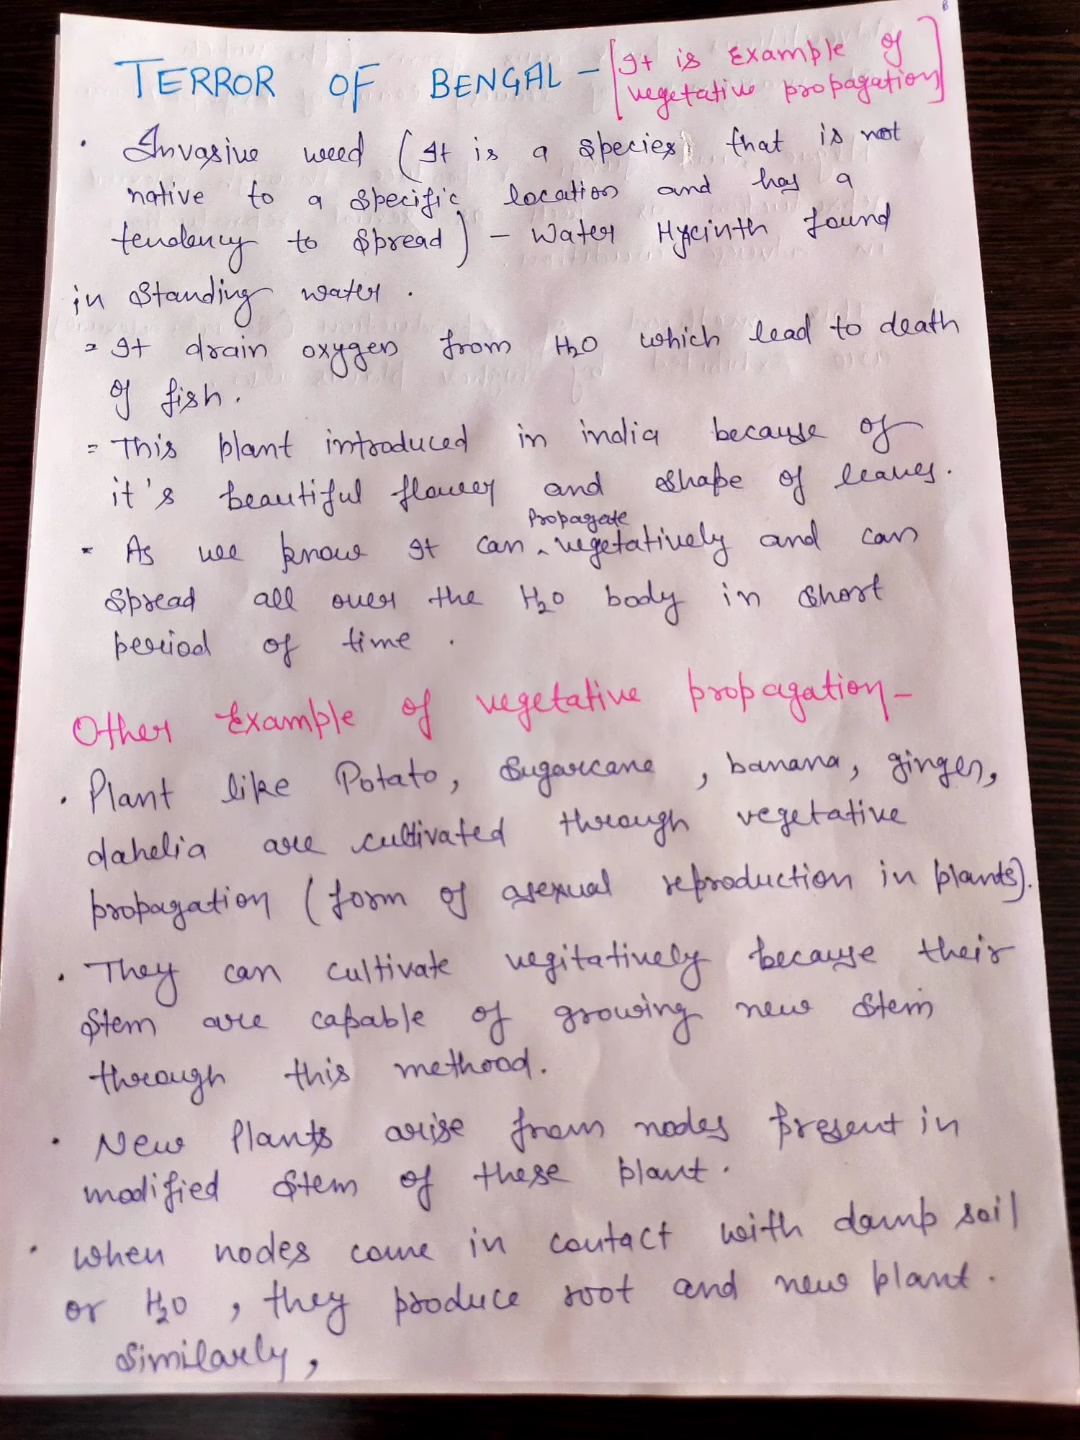 TERROR OF BENGAL - [It is Example of
vegetative propagation]
· Invasive weed (It is a species that is not
native to a specific location and has a
tendency to spread) - Water Hycinth found
in standing water.
= It drain oxygen from H2O which lead to death
of fish.
= This plant introduced in india because of
it's beautiful flower and shape of leaves.
Propagate
- As we know It can ^ vegetatively and can
spread all over the H2O body in short
period of time.
Other Example of vegetative propagation-
· Plant like Potato, Sugarcane, banana, ginger,
dahelia are cultivated through vegetative
propagation (form of asexual reproduction in plants).
· They can cultivate vegitatively because their
stem are capable of growing new stem
through this methood.
· New Plants arise from nodes present in
modified stem of these plant.
· When nodes come in contact with damp soil
or H2O, they produce root and new plant.
Similarly,